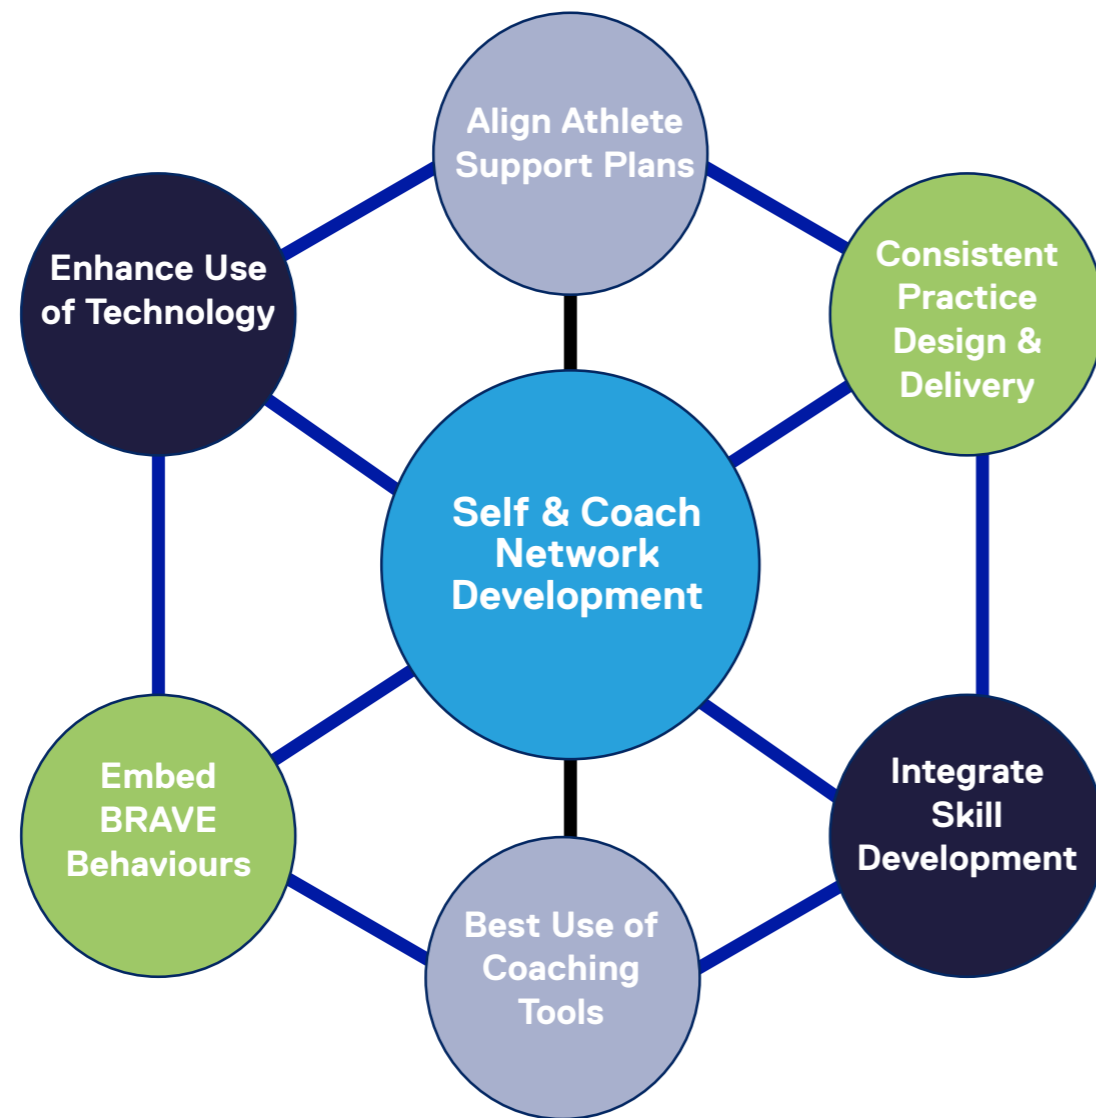 Align Athlete
Support Plans
Enhance Use
of Technology
Consistent
Practice
Design &
Delivery
Self & Coach
Network
Development
Embed
BRAVE
Behaviours
Integrate
Skill
Development
Best Use of
Coaching
Tools